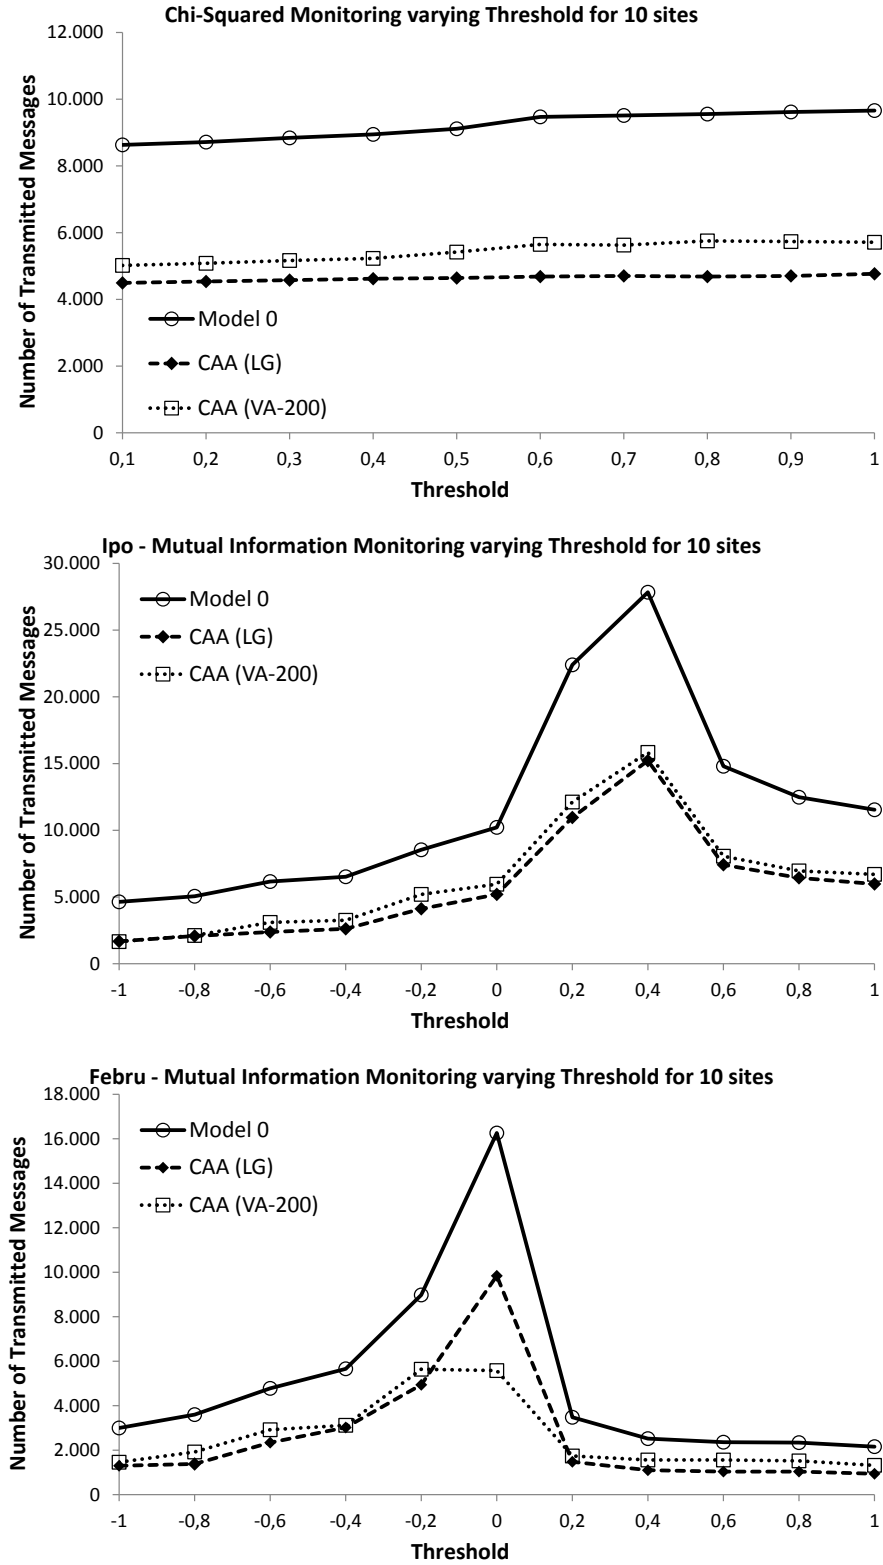 Chi-Squared Monitoring varying Threshold for 10 sites
Number of Transmitted Messages
12.000
10.000
8.000
6.000
4.000
2.000
0
Model 0
CAA (LG)
CAA (VA-200)
0,1 0,2 0,3 0,4 0,5 0,6 0,7 0,8 0,9 1
Threshold
Ipo - Mutual Information Monitoring varying Threshold for 10 sites
Number of Transmitted Messages
30.000
25.000
20.000
15.000
10.000
5.000
0
Model 0
CAA (LG)
CAA (VA-200)
-1 -0,8 -0,6 -0,4 -0,2 0 0,2 0,4 0,6 0,8 1
Threshold
Febru - Mutual Information Monitoring varying Threshold for 10 sites
Number of Transmitted Messages
18.000
16.000
14.000
12.000
10.000
8.000
6.000
4.000
2.000
0
Model 0
CAA (LG)
CAA (VA-200)
-1 -0,8 -0,6 -0,4 -0,2 0 0,2 0,4 0,6 0,8 1
Threshold